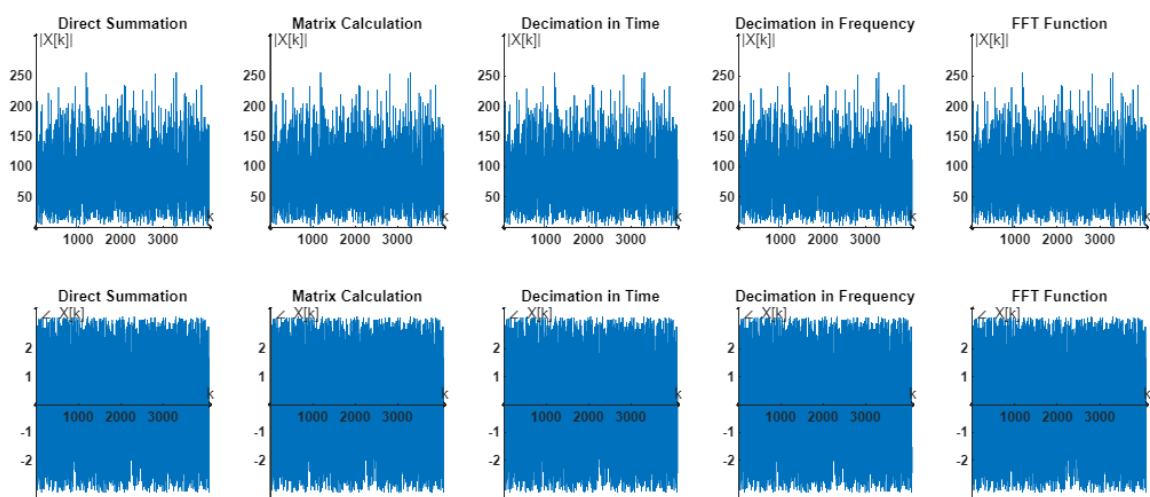 Direct Summation Matrix Calculation Decimation in Time Decimation in Frequency FFT Function
|X[k]| |X[k]| |X[k]| |X[k]| |X[k]|
250 250 250 250 250
200 200 200 200 200
150 150 150 150 150
100 100 100 100 100
50 50 50 50 50
k k k k k
1000 2000 3000 1000 2000 3000 1000 2000 3000 1000 2000 3000 1000 2000 3000
Direct Summation Matrix Calculation Decimation in Time Decimation in Frequency FFT Function
∠ X[k] ∠ X[k] ∠ X[k] ∠ X[k] ∠ X[k]
2 2 2 2 2
1 1 1 1 1
k k k k k
1000 2000 3000 1000 2000 3000 1000 2000 3000 1000 2000 3000 1000 2000 3000
-1 -1 -1 -1 -1
-2 -2 -2 -2 -2